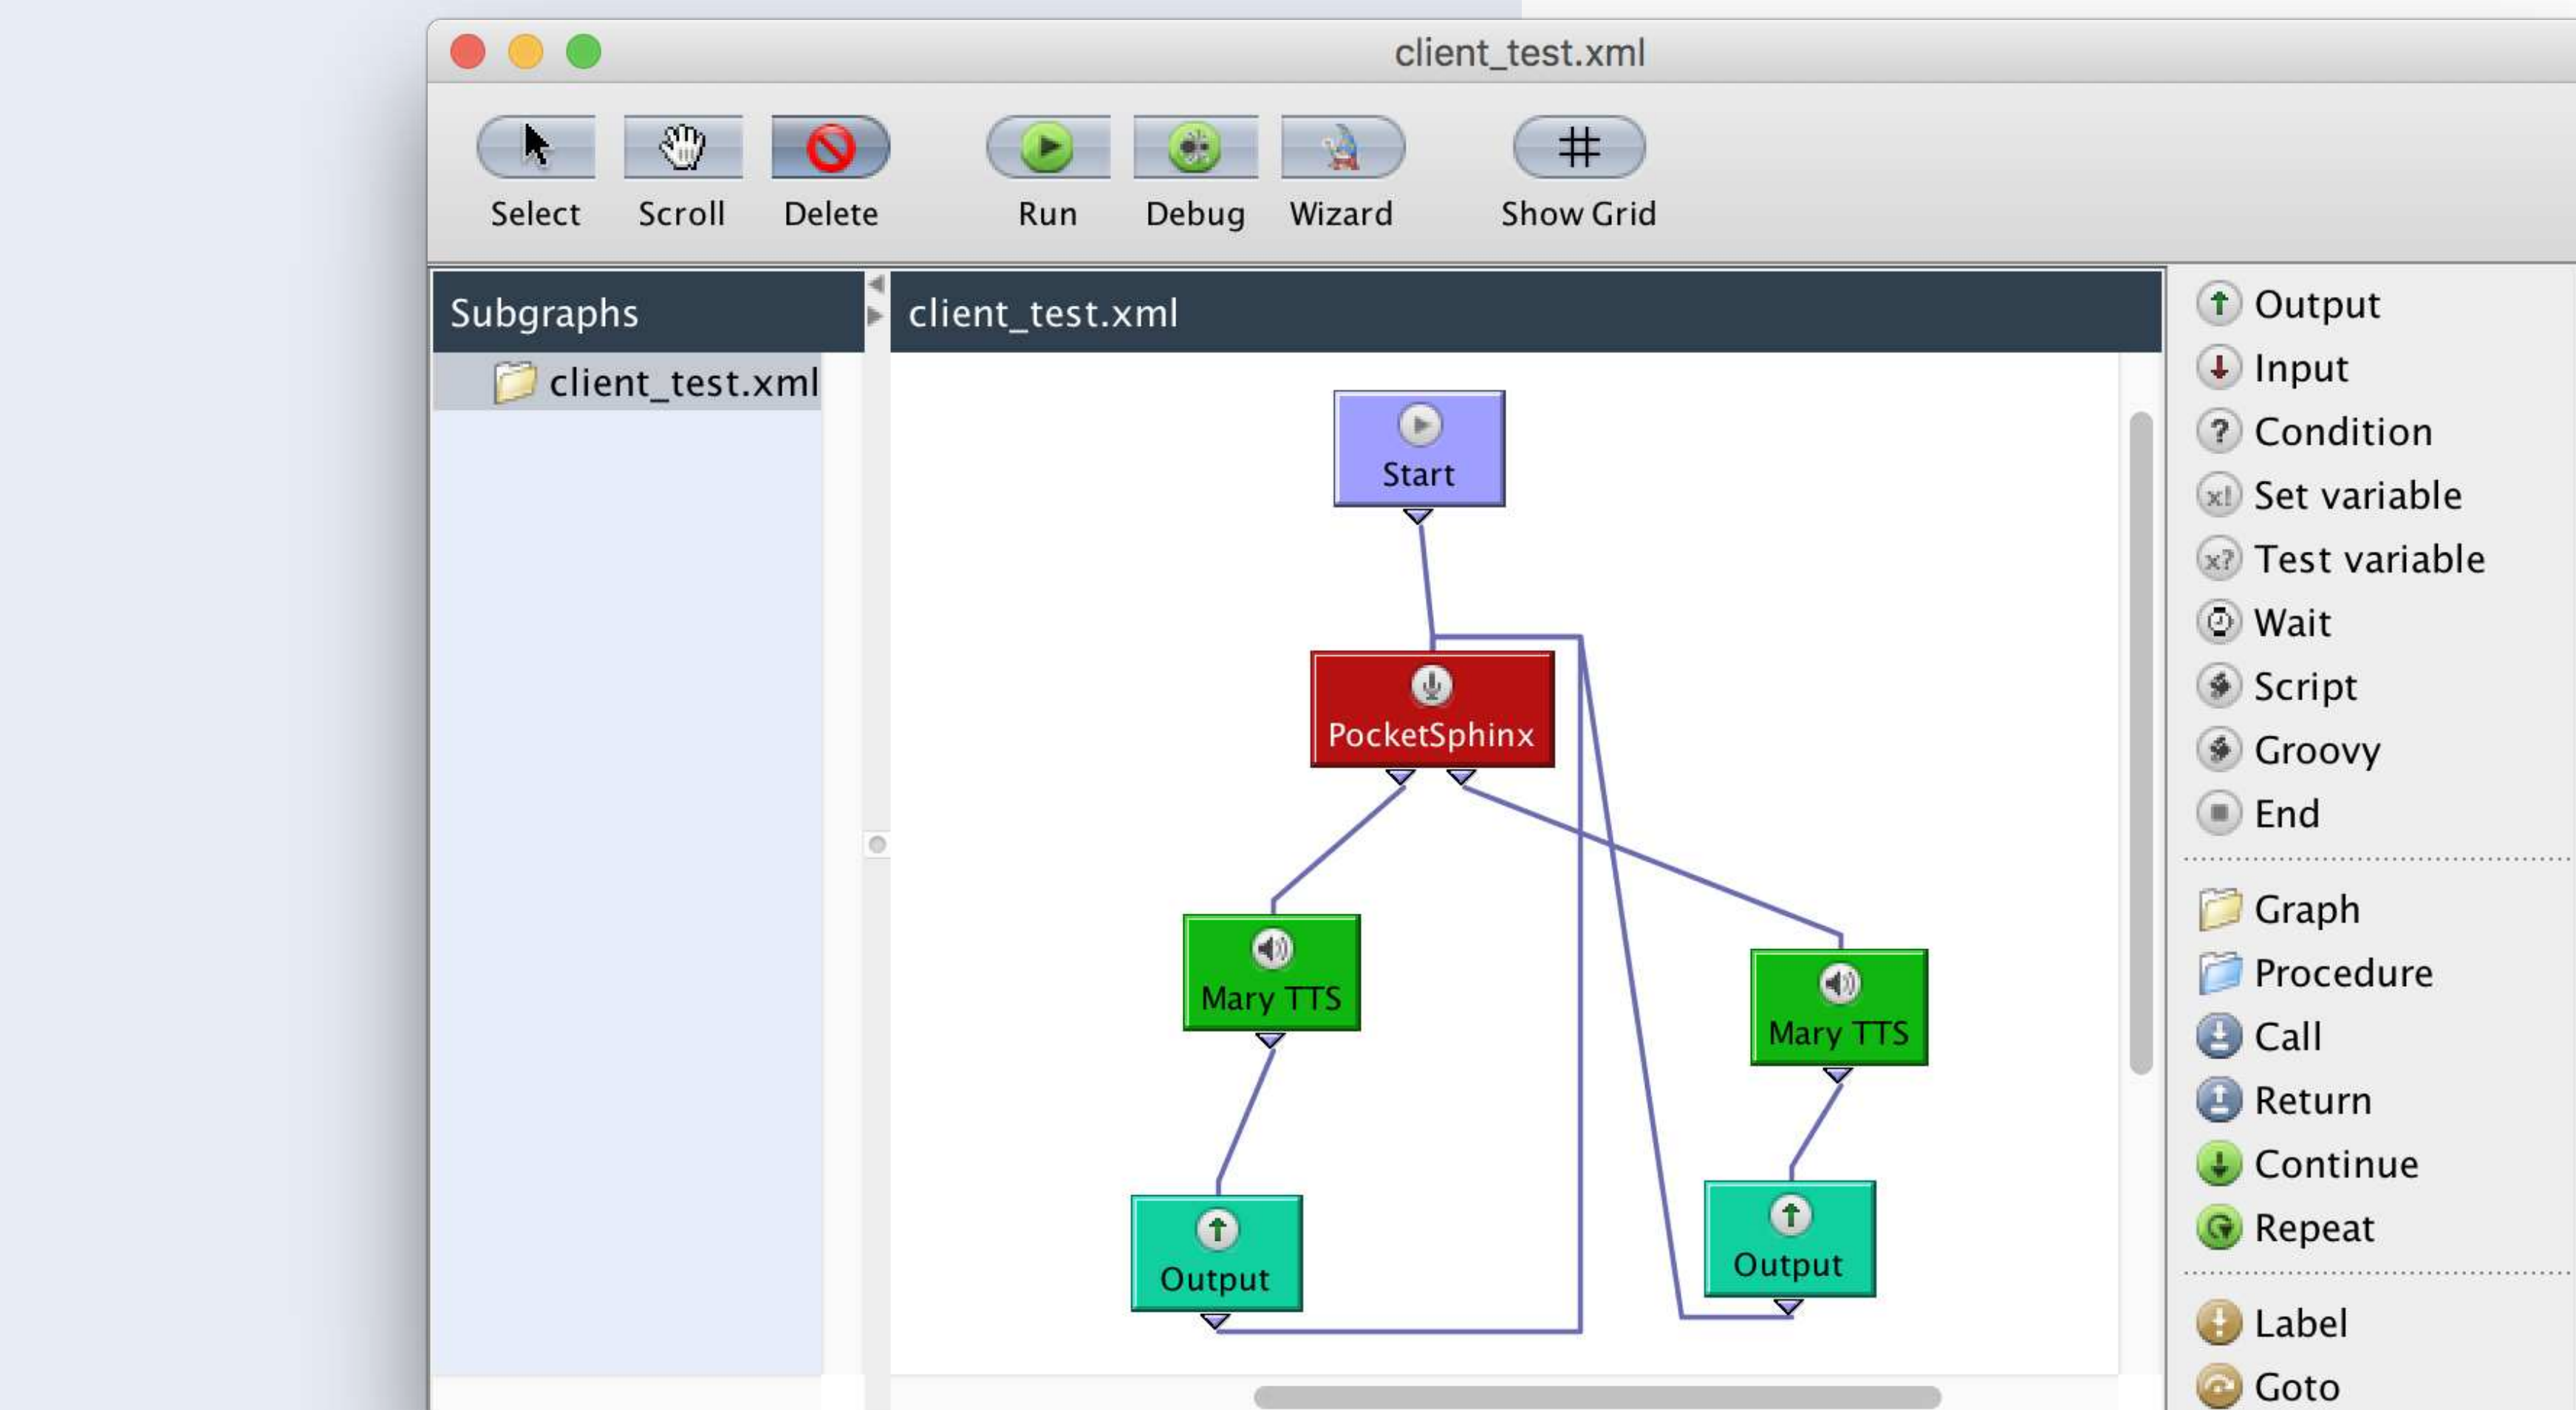 client_test.xml
Select Scroll Delete Run Debug Wizard Show Grid
Subgraphs
client_test.xml
client_test.xml
Start
PocketSphinx
Mary TTS
Mary TTS
Output
Output
Output
Input
Condition
Set variable
Test variable
Wait
Script
Groovy
End
Graph
Procedure
Call
Return
Continue
Repeat
Label
Goto